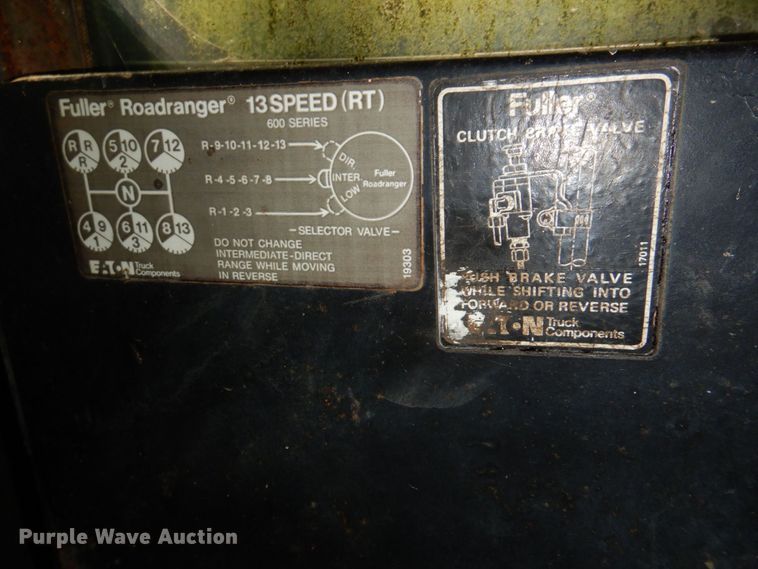 Fuller® Roadranger® 13 SPEED (RT)
600 SERIES
R R R
5 10 2
7 12
N
4 9 1
6 11 3
8 13
R-9-10-11-12-13
R-4-5-6-7-8
R-1-2-3
DIR.
INTER.
LOW
Fuller
Roadranger
-SELECTOR VALVE-
DO NOT CHANGE
INTERMEDIATE-DIRECT
RANGE WHILE MOVING
IN REVERSE
EATON Truck
Components
19303
Fuller®
CLUTCH BRAKE VALVE
17011
PUSH BRAKE VALVE
WHILE SHIFTING INTO
FORWARD OR REVERSE
EATON Truck
Components
Purple Wave Auction